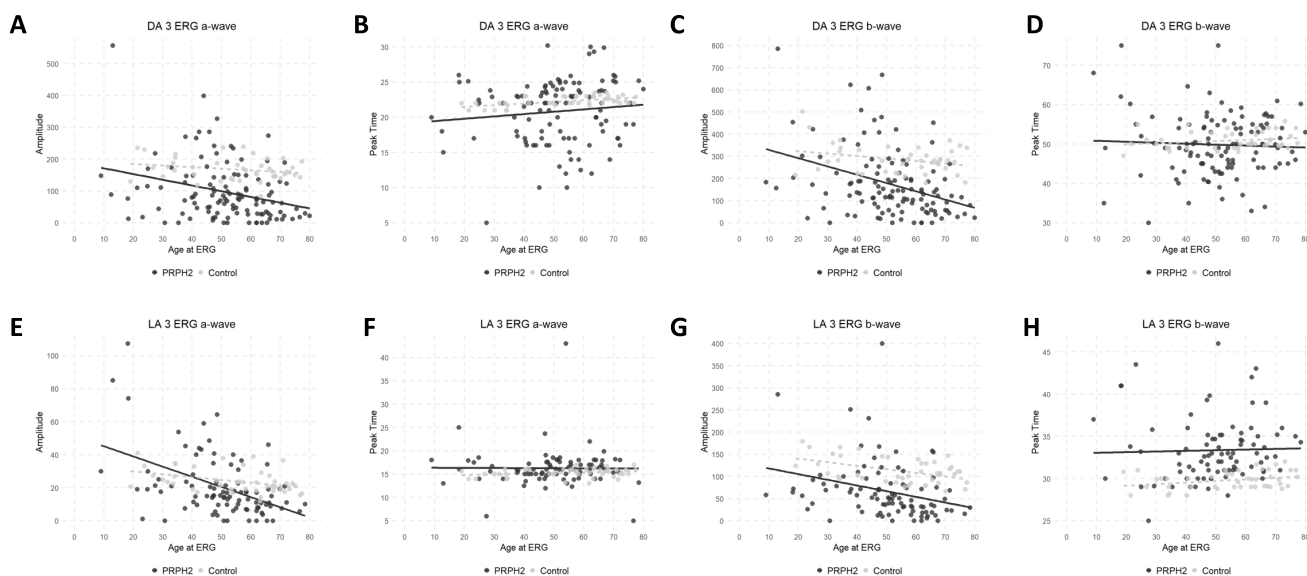 A
DA 3 ERG a-wave
500
400
300
200
100
0
Amplitude
0 10 20 30 40 50 60 70 80
Age at ERG
PRPH2 Control
B
DA 3 ERG a-wave
30
25
20
15
10
5
Peak Time
0 10 20 30 40 50 60 70 80
Age at ERG
PRPH2 Control
C
DA 3 ERG b-wave
800
700
600
500
400
300
200
100
0
Amplitude
0 10 20 30 40 50 60 70 80
Age at ERG
PRPH2 Control
D
DA 3 ERG b-wave
70
60
50
40
30
Peak Time
0 10 20 30 40 50 60 70 80
Age at ERG
PRPH2 Control
E
LA 3 ERG a-wave
100
80
60
40
20
0
Amplitude
0 10 20 30 40 50 60 70 80
Age at ERG
PRPH2 Control
F
LA 3 ERG a-wave
40
35
30
25
20
15
10
5
Peak Time
0 10 20 30 40 50 60 70 80
Age at ERG
PRPH2 Control
G
LA 3 ERG b-wave
400
350
300
250
200
150
100
50
0
Amplitude
0 10 20 30 40 50 60 70 80
Age at ERG
PRPH2 Control
H
LA 3 ERG b-wave
45
40
35
30
25
Peak Time
0 10 20 30 40 50 60 70 80
Age at ERG
PRPH2 Control